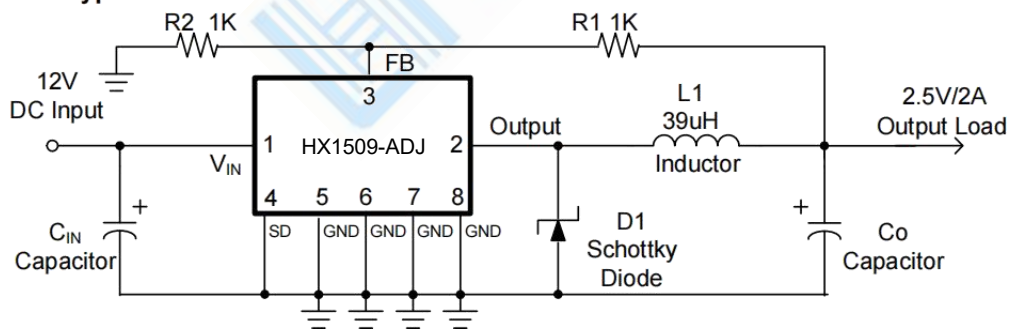 R2 1K
R1 1K
FB
12V
DC Input
3
L1
39uH
Inductor
2.5V/2A
Output Load
Output
1
HX1509-ADJ
2
VIN
4
5
6
7
8
SD
GND
GND
GND
GND
+
CIN
Capacitor
D1
Schottky
Diode
+
Co
Capacitor